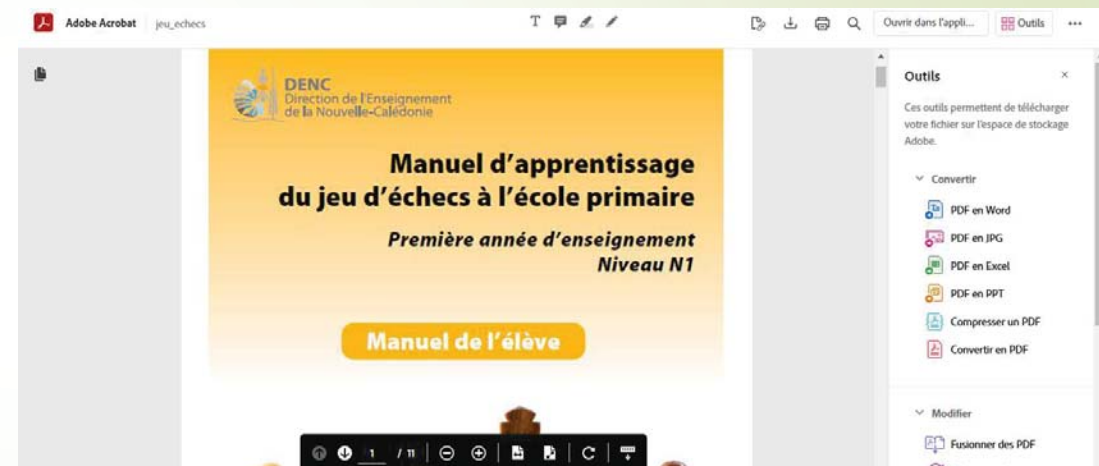 Adobe Acrobat jeu_echecs T Ouvrir dans l'appli... Outils
DENC
Direction de l'Enseignement
de la Nouvelle-Calédonie
Manuel d'apprentissage
du jeu d'échecs à l'école primaire
Première année d'enseignement
Niveau N1
Manuel de l'élève
1 / 11
Outils
Ces outils permettent de télécharger
votre fichier sur l'espace de stockage
Adobe.
Convertir
PDF en Word
PDF en JPG
PDF en Excel
PDF en PPT
Compresser un PDF
Convertir en PDF
Modifier
Fusionner des PDF